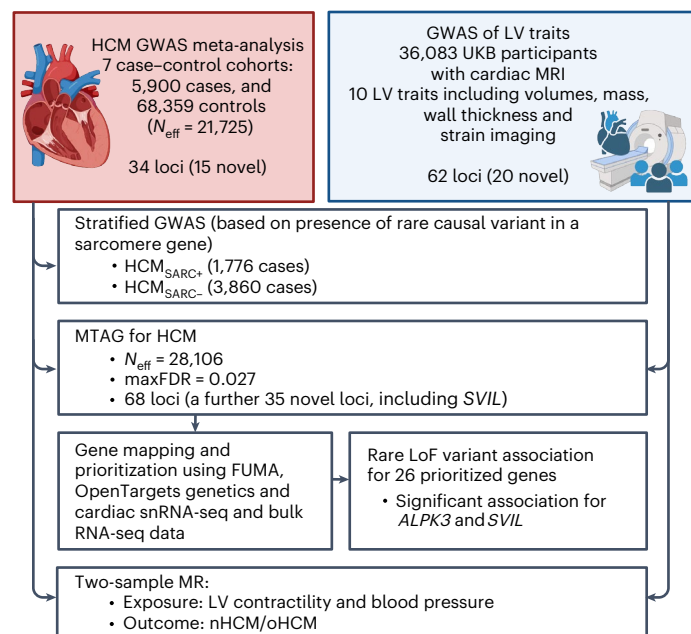 HCM GWAS meta-analysis
7 case–control cohorts:
5,900 cases, and
68,359 controls
(Neff = 21,725)
34 loci (15 novel)
GWAS of LV traits
36,083 UKB participants
with cardiac MRI
10 LV traits including volumes, mass,
wall thickness and
strain imaging
62 loci (20 novel)
Stratified GWAS (based on presence of rare causal variant in a
sarcomere gene)
• HCMSARC+ (1,776 cases)
• HCMSARC– (3,860 cases)
MTAG for HCM
• Neff = 28,106
• maxFDR = 0.027
• 68 loci (a further 35 novel loci, including SVIL)
Gene mapping and
prioritization using FUMA,
OpenTargets genetics and
cardiac snRNA-seq and bulk
RNA-seq data
Rare LoF variant association
for 26 prioritized genes
• Significant association for
ALPK3 and SVIL
Two-sample MR:
• Exposure: LV contractility and blood pressure
• Outcome: nHCM/oHCM